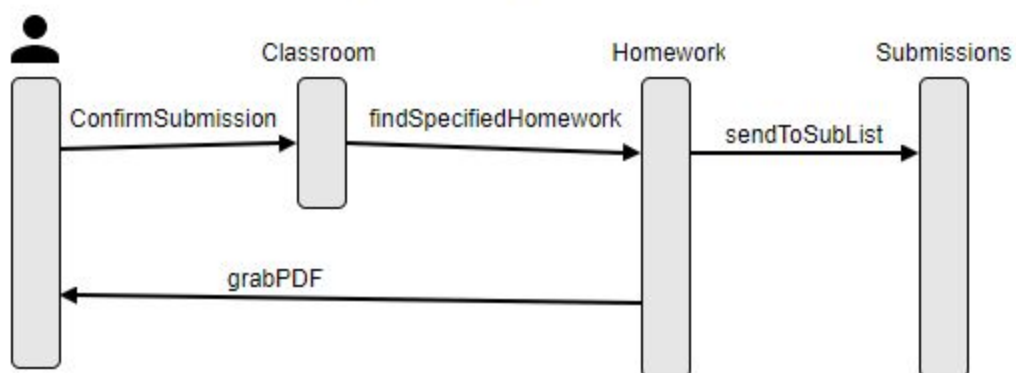 Classroom
Homework
Submissions
ConfirmSubmission
findSpecifiedHomework
sendToSubList
grabPDF